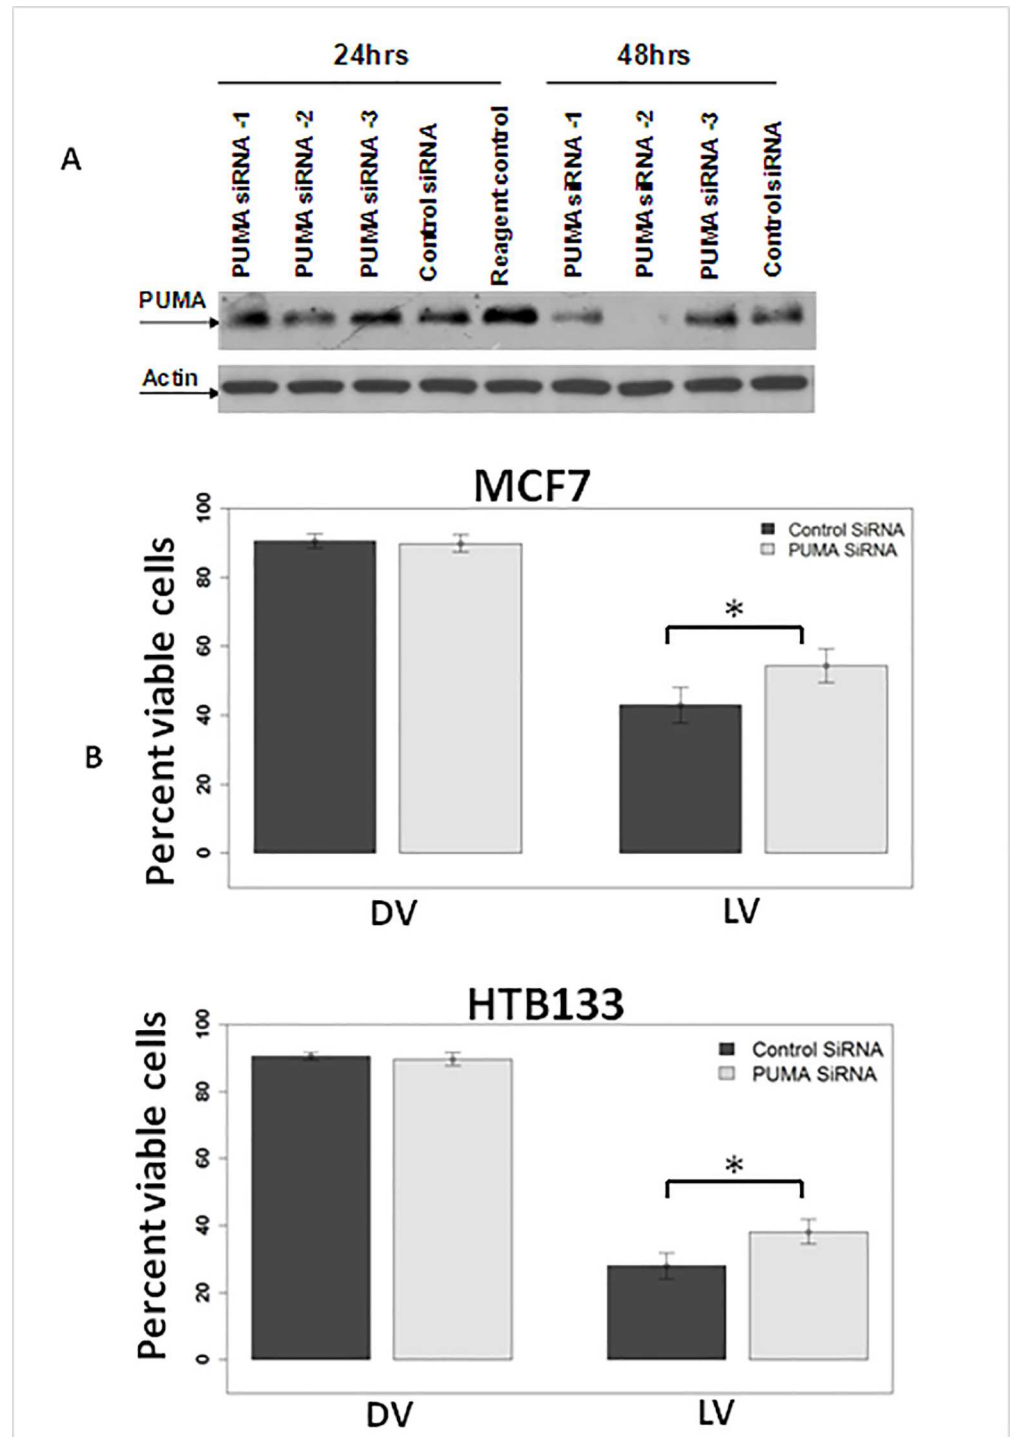 24hrs 48hrs
A
PUMA siRNA -1
PUMA siRNA -2
PUMA siRNA -3
Control siRNA
Reagent control
PUMA siRNA -1
PUMA siRNA -2
PUMA siRNA -3
Control siRNA
PUMA
Actin
MCF7
B
Percent viable cells
100
80
60
40
20
0
Control SiRNA
PUMA SiRNA
*
DV LV
HTB133
Percent viable cells
100
80
60
40
20
0
Control SiRNA
PUMA SiRNA
*
DV LV